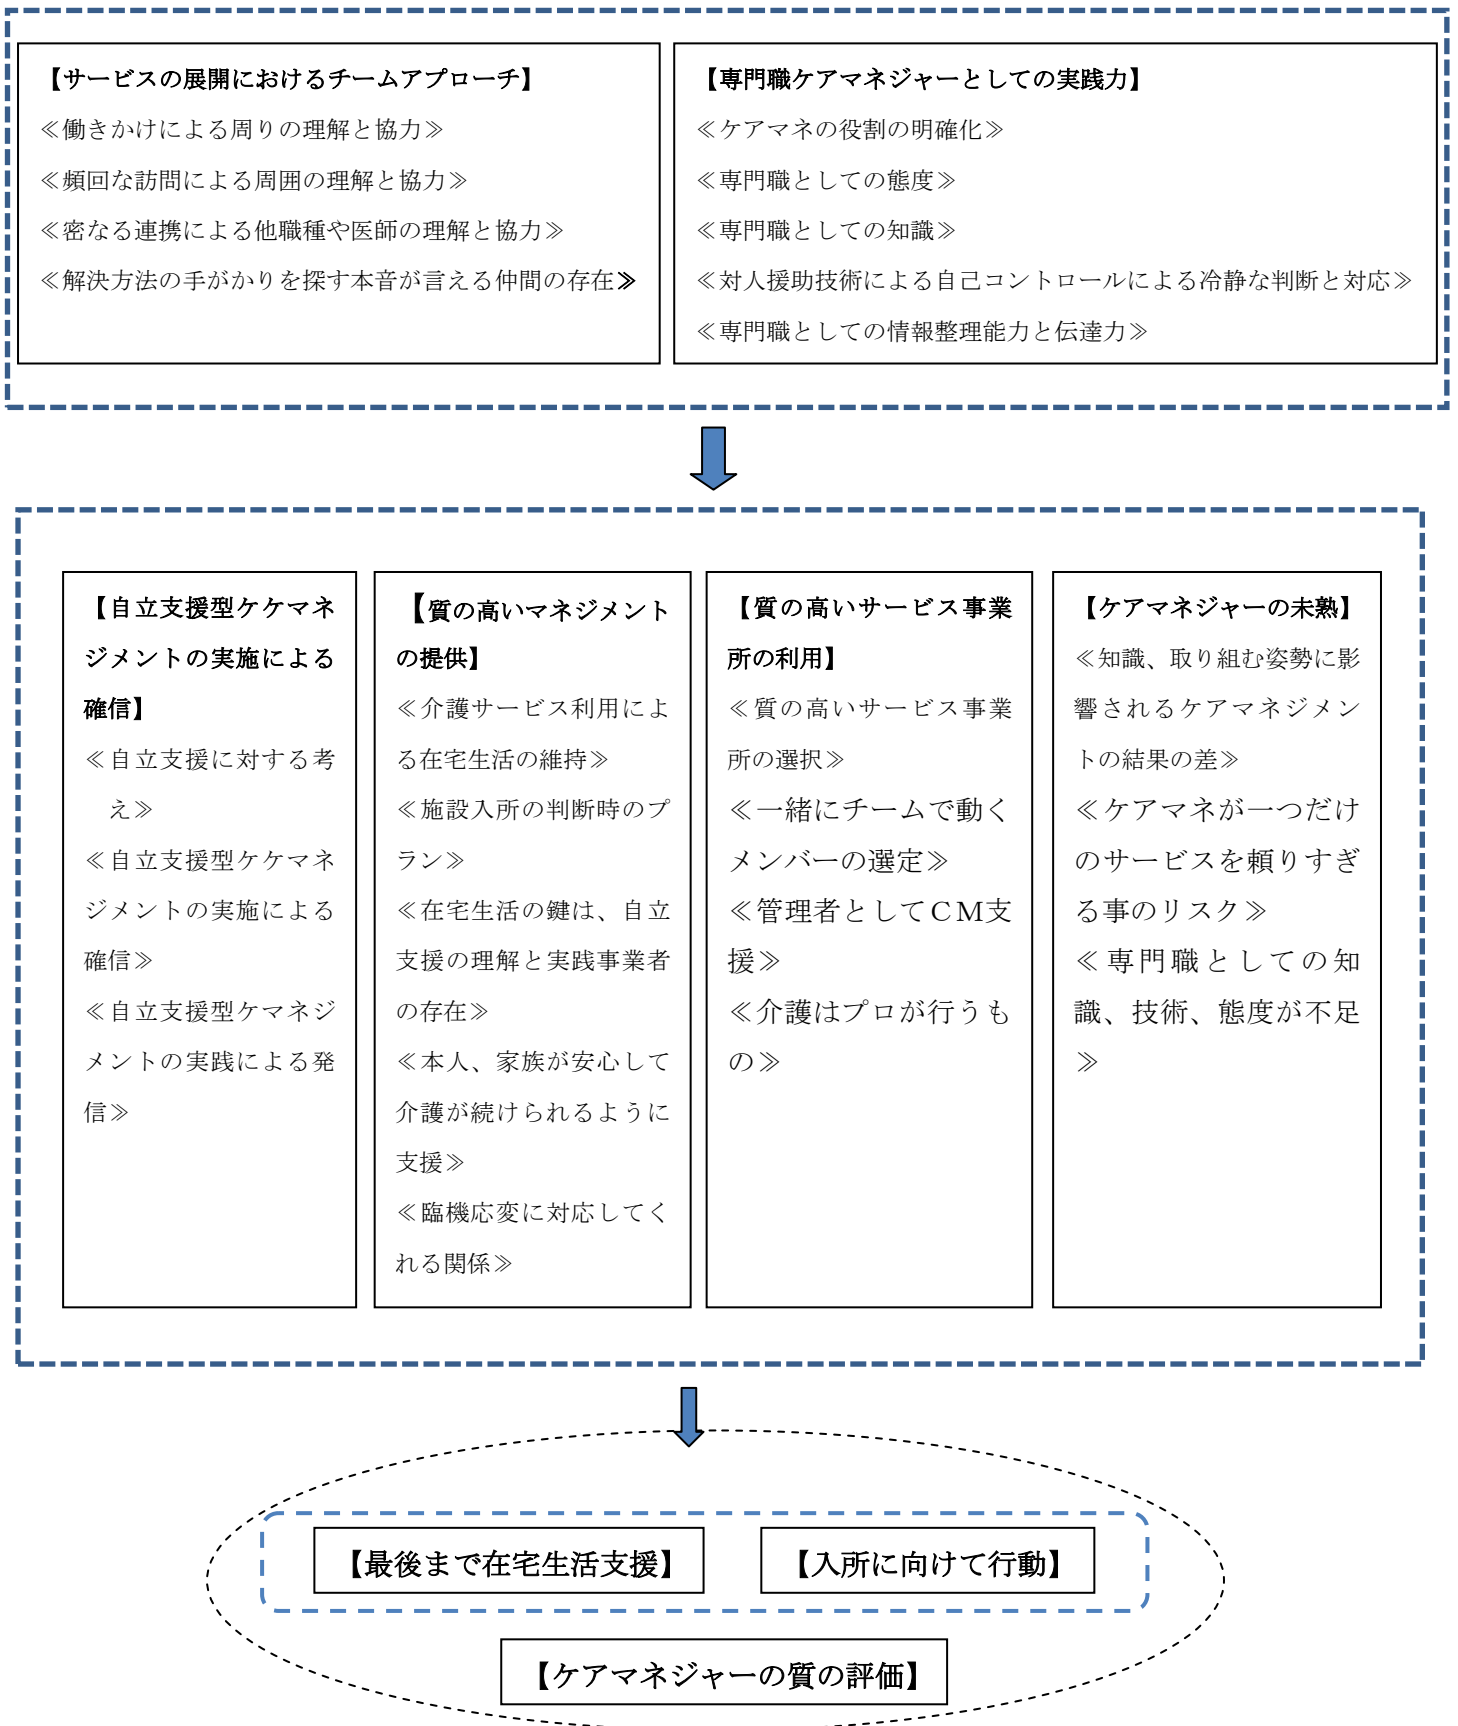 【サービスの展開におけるチームアプローチ】
≪働きかけによる周りの理解と協力≫
≪頻回な訪問による周囲の理解と協力≫
≪密なる連携による他職種や医師の理解と協力≫
≪解決方法の手がかりを探す本音が言える仲間の存在≫
【専門職ケアマネジャーとしての実践力】
≪ケアマネの役割の明確化≫
≪専門職としての態度≫
≪専門職としての知識≫
≪対人援助技術による自己コントロールによる冷静な判断と対応≫
≪専門職としての情報整理能力と伝達力≫
【自立支援型ケケマネ
ジメントの実施による
確信】
≪自立支援に対する考
え≫
≪自立支援型ケケマネ
ジメントの実施による
確信≫
≪自立支援型ケマネジ
メントの実践による発
信≫
【質の高いマネジメント
の提供】
≪介護サービス利用によ
る在宅生活の維持≫
≪施設入所の判断時のプ
ラン≫
≪在宅生活の鍵は、自立
支援の理解と実践事業者
の存在≫
≪本人、家族が安心して
介護が続けられるように
支援≫
≪臨機応変に対応してく
れる関係≫
【質の高いサービス事業
所の利用】
≪質の高いサービス事業
所の選択≫
≪一緒にチームで動く
メンバーの選定≫
≪管理者としてＣＭ支
援≫
≪介護はプロが行うも
の≫
【ケアマネジャーの未熟】
≪知識、取り組む姿勢に影
響されるケアマネジメン
トの結果の差≫
≪ケアマネが一つだけ
のサービスを頼りすぎ
る事のリスク≫
≪専門職としての知
識、技術、態度が不足
≫
【最後まで在宅生活支援】
【入所に向けて行動】
【ケアマネジャーの質の評価】